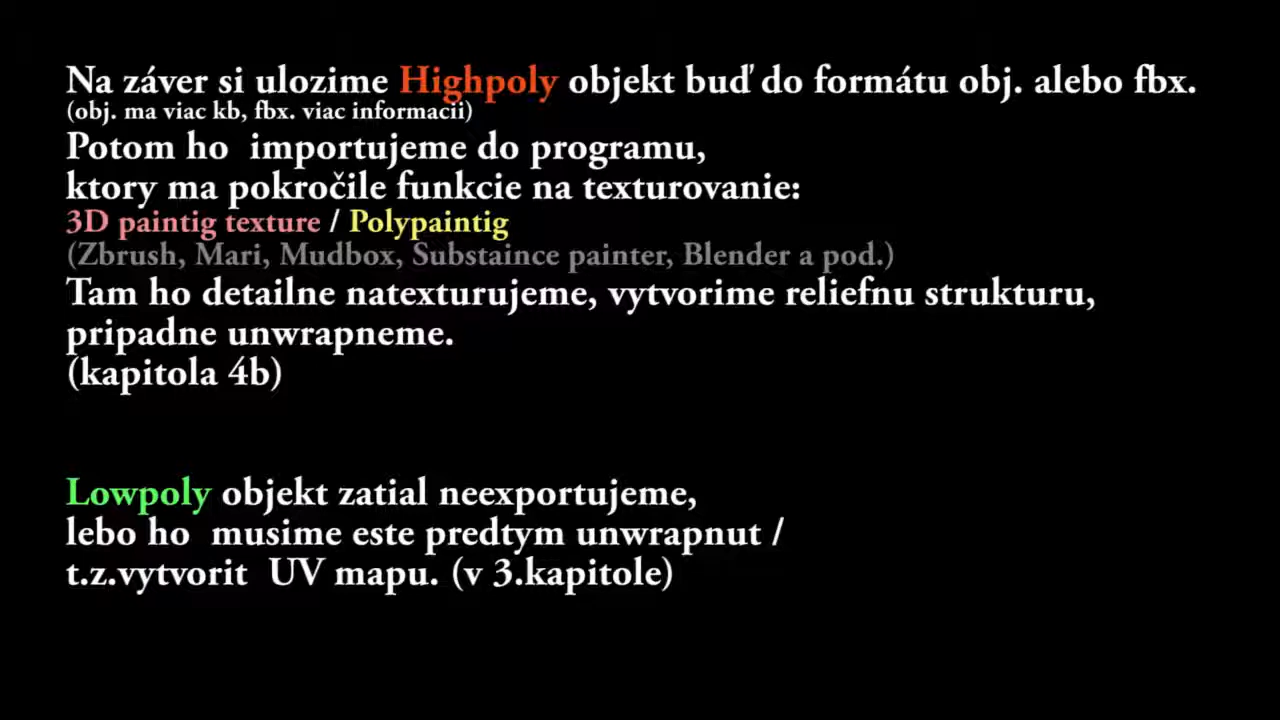 Na záver si ulozime Highpoly objekt buď do formátu obj. alebo fbx.
(obj. ma viac kb, fbx. viac informacii)
Potom ho importujeme do programu,
ktory ma pokročile funkcie na texturovanie:
3D paintig texture / Polypaintig
(Zbrush, Mari, Mudbox, Substaince painter, Blender a pod.)
Tam ho detailne natexturujeme, vytvorime reliefnu strukturu,
pripadne unwrapneme.
(kapitola 4b)
Lowpoly objekt zatial neexportujeme,
lebo ho musime este predtym unwrapnut /
t.z.vytvorit UV mapu. (v 3.kapitole)